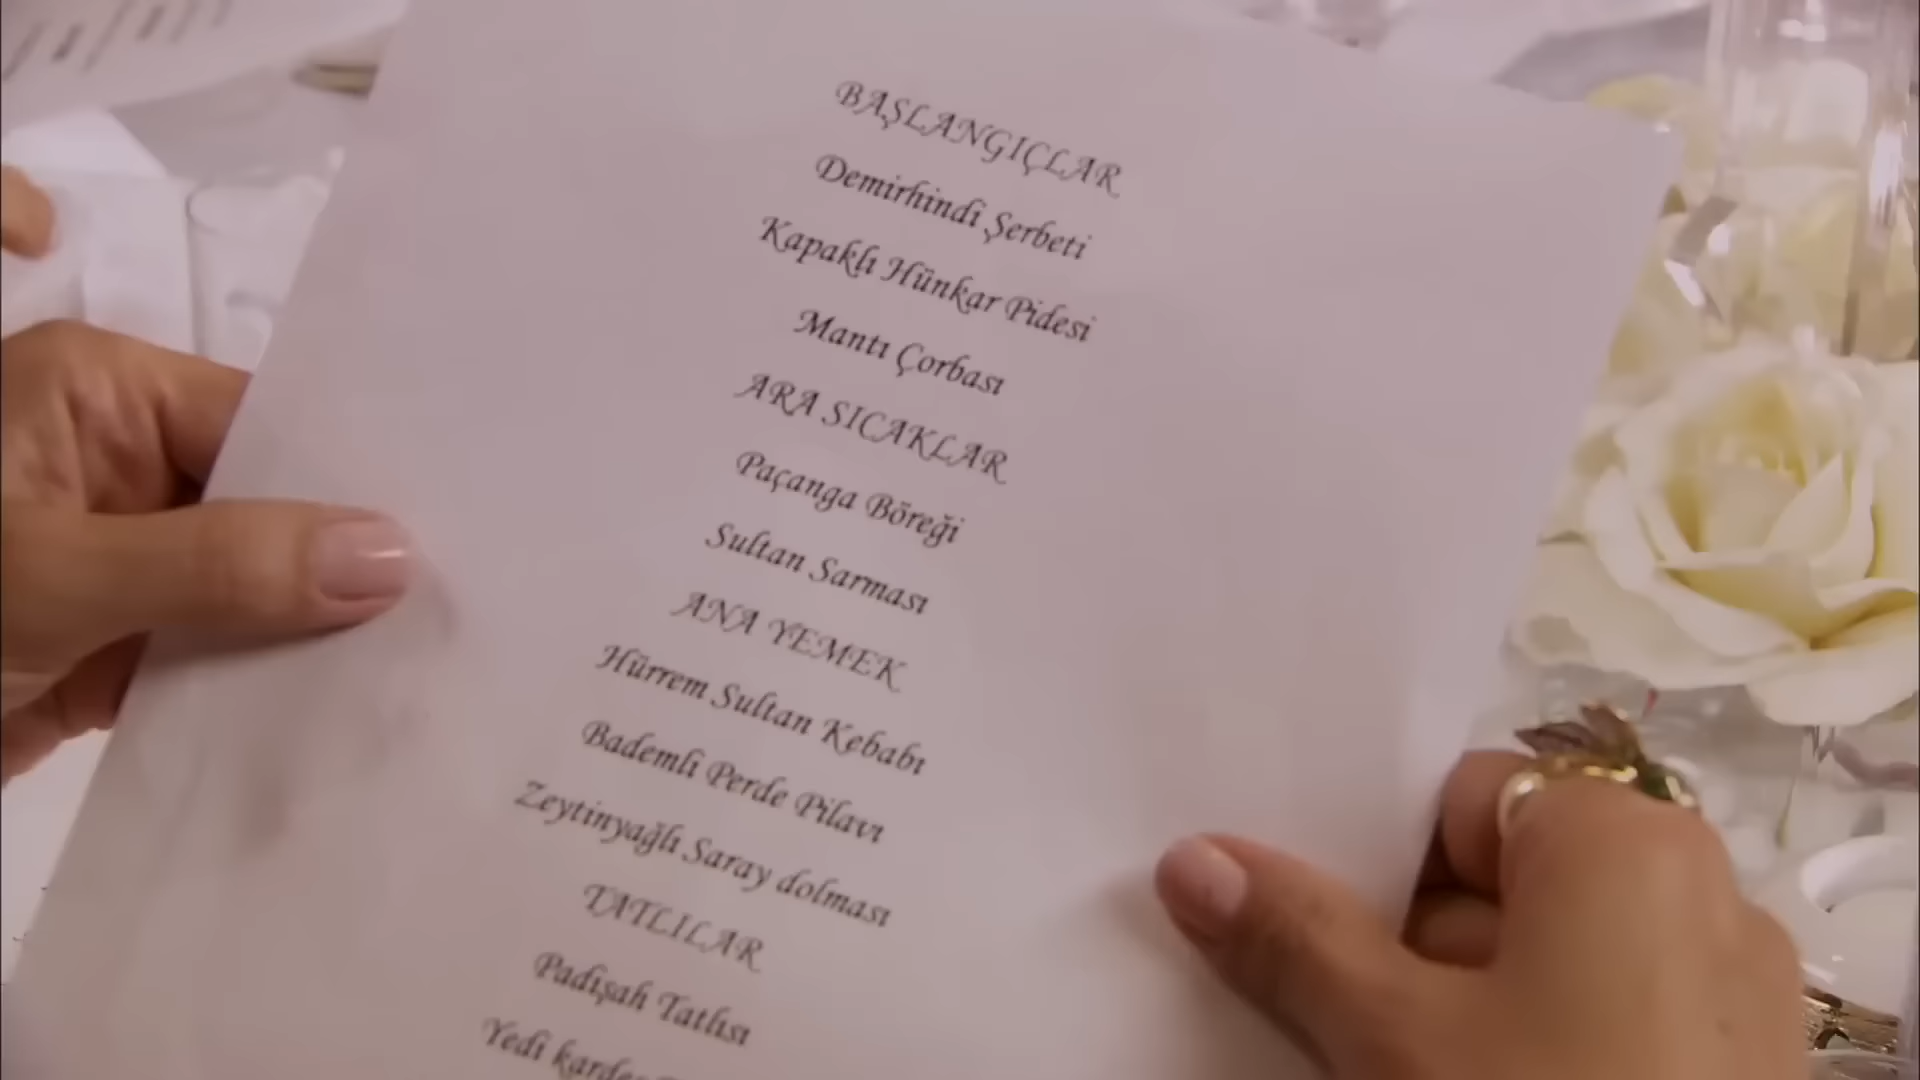 BAŞLANGIÇLAR
Demirhindi Şerbeti
Kapaklı Hünkar Pidesi
Mantı Çorbası
ARA SICAKLAR
Paçanga Böreği
Sultan Sarması
ANA YEMEK
Hürrem Sultan Kebabı
Bademli Perde Pilavı
Zeytinyağlı Saray dolması
TATLILAR
Padişah Tatlısı
Yedi